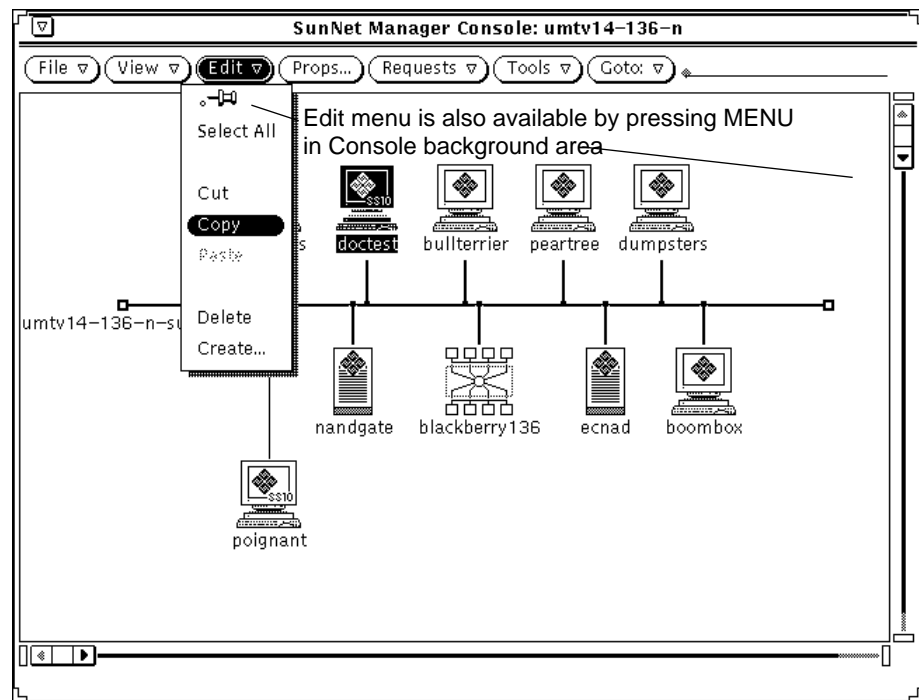 SunNet Manager Console: umtv14-136-n
File View Edit Props... Requests Tools Goto:
Edit menu is also available by pressing MENU
in Console background area
Select All
Cut
Copy
Paste
Delete
Create...
SS10
s doctest bullterrier peartree dumpsters
umtv14-136-n-su
nandgate blackberry136 ecnad boombox
SS10
poignant